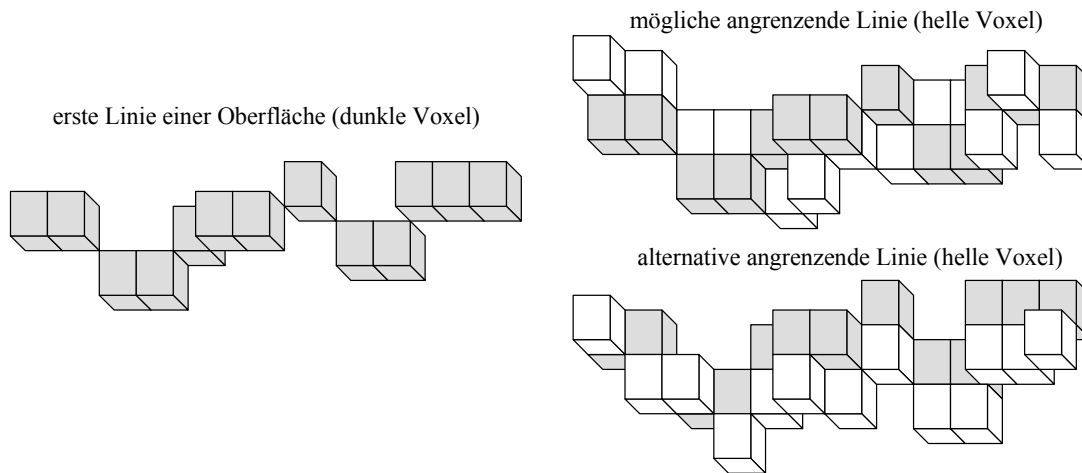 mögliche angrenzende Linie (helle Voxel)
erste Linie einer Oberfläche (dunkle Voxel)
alternative angrenzende Linie (helle Voxel)